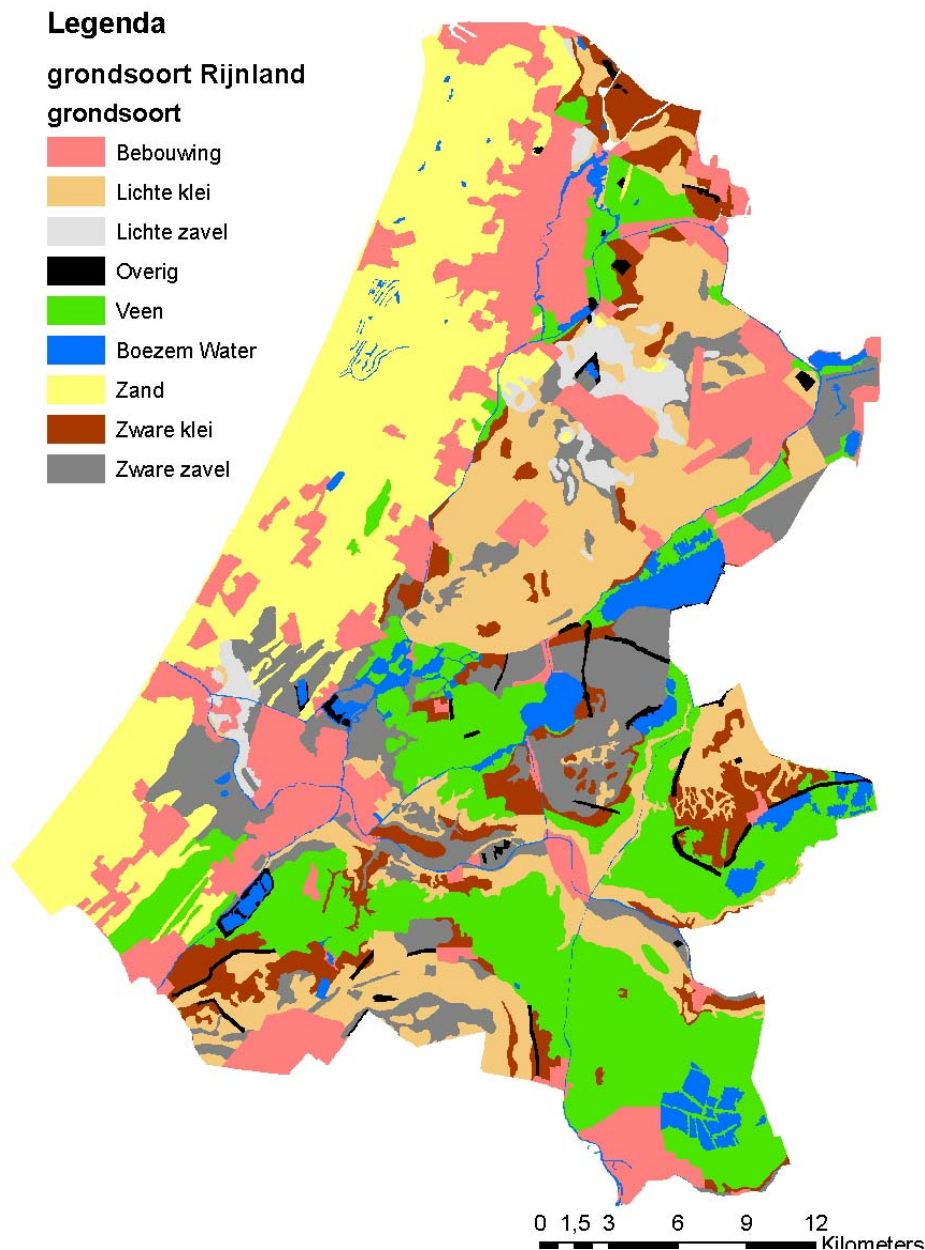 Legenda
grondsoort Rijnland
grondsoort
Bebouwing
Lichte klei
Lichte zavel
Overig
Veen
Boezem Water
Zand
Zware klei
Zware zavel
0 1,5 3 6 9 12
Kilometers